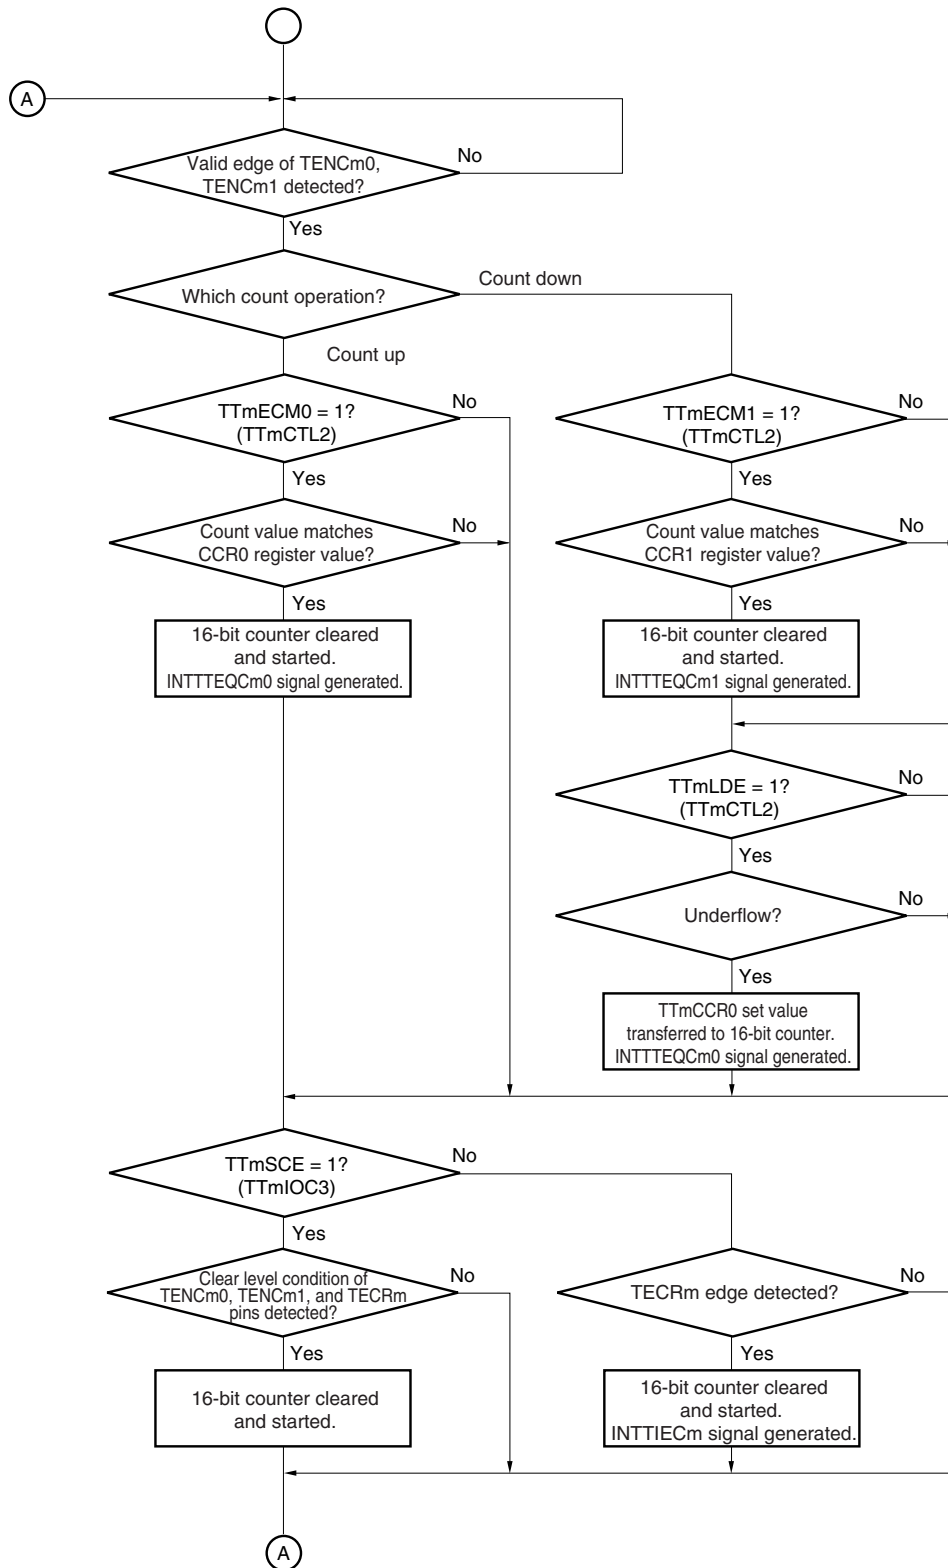 A
Valid edge of TENCm0,
TENCm1 detected?
No
Yes
Which count operation?
Count down
Count up
TTmECM0 = 1?
(TTmCTL2)
No
Yes
TTmECM1 = 1?
(TTmCTL2)
No
Yes
Count value matches
CCR0 register value?
No
Yes
Count value matches
CCR1 register value?
No
Yes
16-bit counter cleared
and started.
INTTTEQCm0 signal generated.
16-bit counter cleared
and started.
INTTTEQCm1 signal generated.
TTmLDE = 1?
(TTmCTL2)
No
Yes
Underflow?
No
Yes
TTmCCR0 set value
transferred to 16-bit counter.
INTTTEQCm0 signal generated.
TTmSCE = 1?
(TTmIOC3)
No
Yes
Clear level condition of
TENCm0, TENCm1, and TECRm
pins detected?
No
Yes
TECRm edge detected?
No
Yes
16-bit counter cleared
and started.
16-bit counter cleared
and started.
INTTIECm signal generated.
A